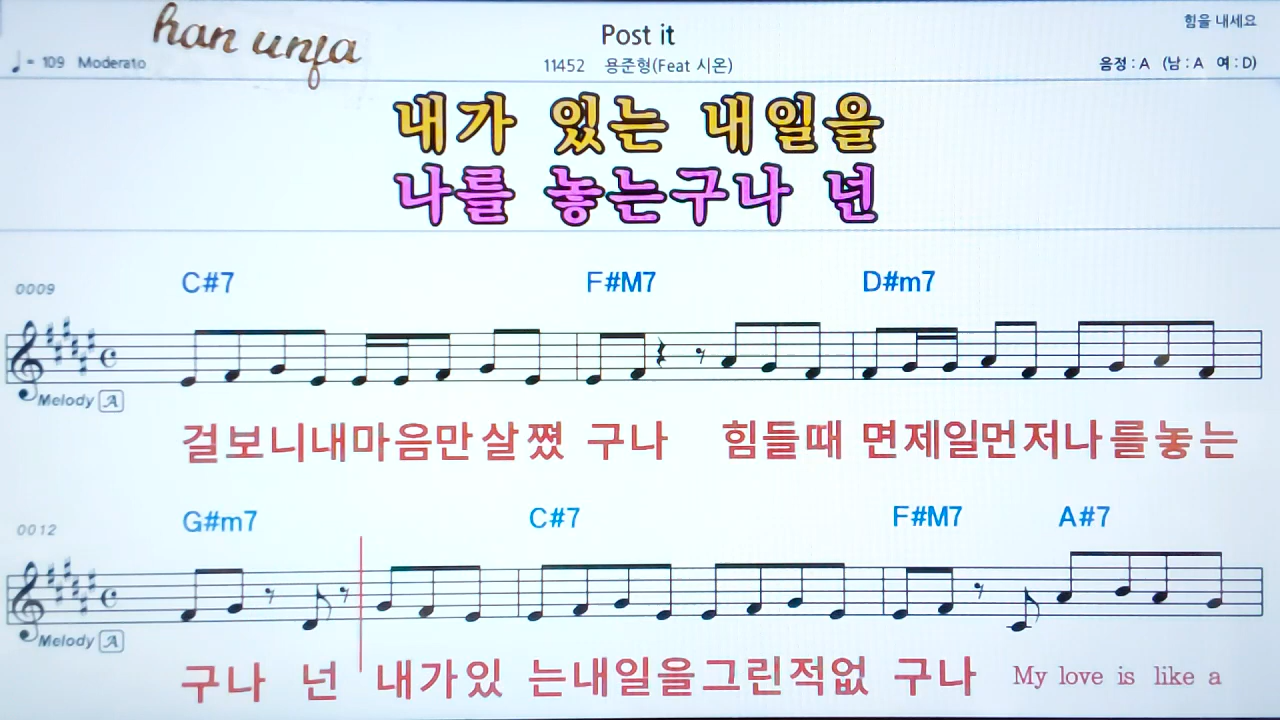 han unfa
Post it
힘을 내세요
♩= 109 Moderato
11452 용준형(Feat 시온)
음정 : A (남 : A 여 : D)
내가 있는 내일을
나를 놓는구나 넌
0009
C#7 F#M7 D#m7
Melody A
걸보니내마음만살쪘 구나 힘들때 면제일먼저나를놓는
0012
G#m7 C#7 F#M7 A#7
Melody A
구나 넌 내가있 는내일을그린적없 구나 My love is like a